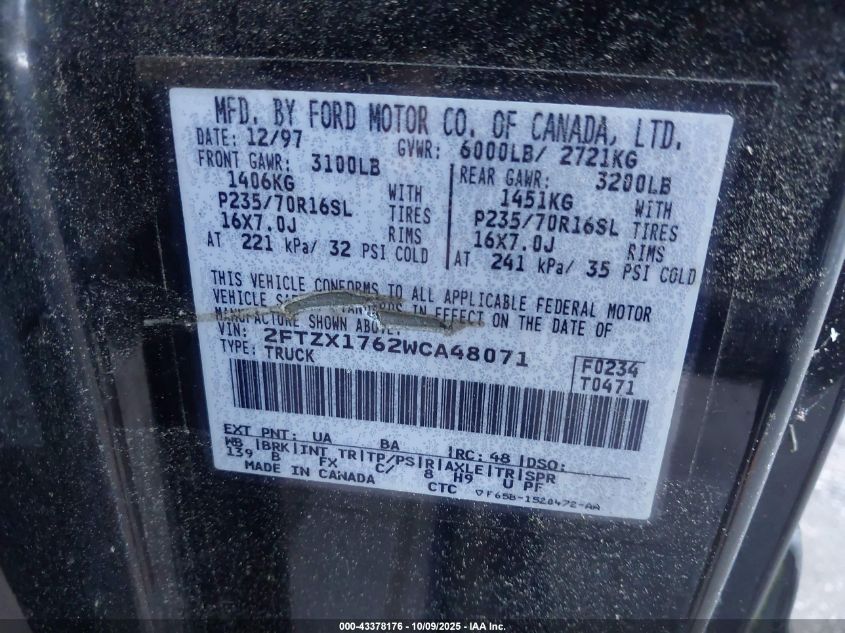 MFD. BY FORD MOTOR CO. OF CANADA, LTD.
DATE: 12/97 GVWR: 6000LB/ 2721KG
FRONT GAWR: 3100LB REAR GAWR: 3200LB
1406KG WITH 1451KG WITH
P235/70R16SL TIRES P235/70R16SL TIRES
16X7.0J RIMS 16X7.0J RIMS
AT 221 kPa/ 32 PSI COLD AT 241 kPa/ 35 PSI COLD
THIS VEHICLE CONFORMS TO ALL APPLICABLE FEDERAL MOTOR
VEHICLE IN EFFECT ON THE DATE OF
MANUFACTURE SHOWN ABOVE.
VIN: 2FTZX1762WCA48071
TYPE: TRUCK
F0234
T0471
EXT PNT: UA BA RC: 48 DSO:
WB BRK INT TR TP/PS R AXLE TR SPR
139 B FX C/ 8 H9 U PF
MADE IN CANADA CTC ▽F65B-1520472-AA
000-43378176 - 10/09/2025 - IAAI, Inc.